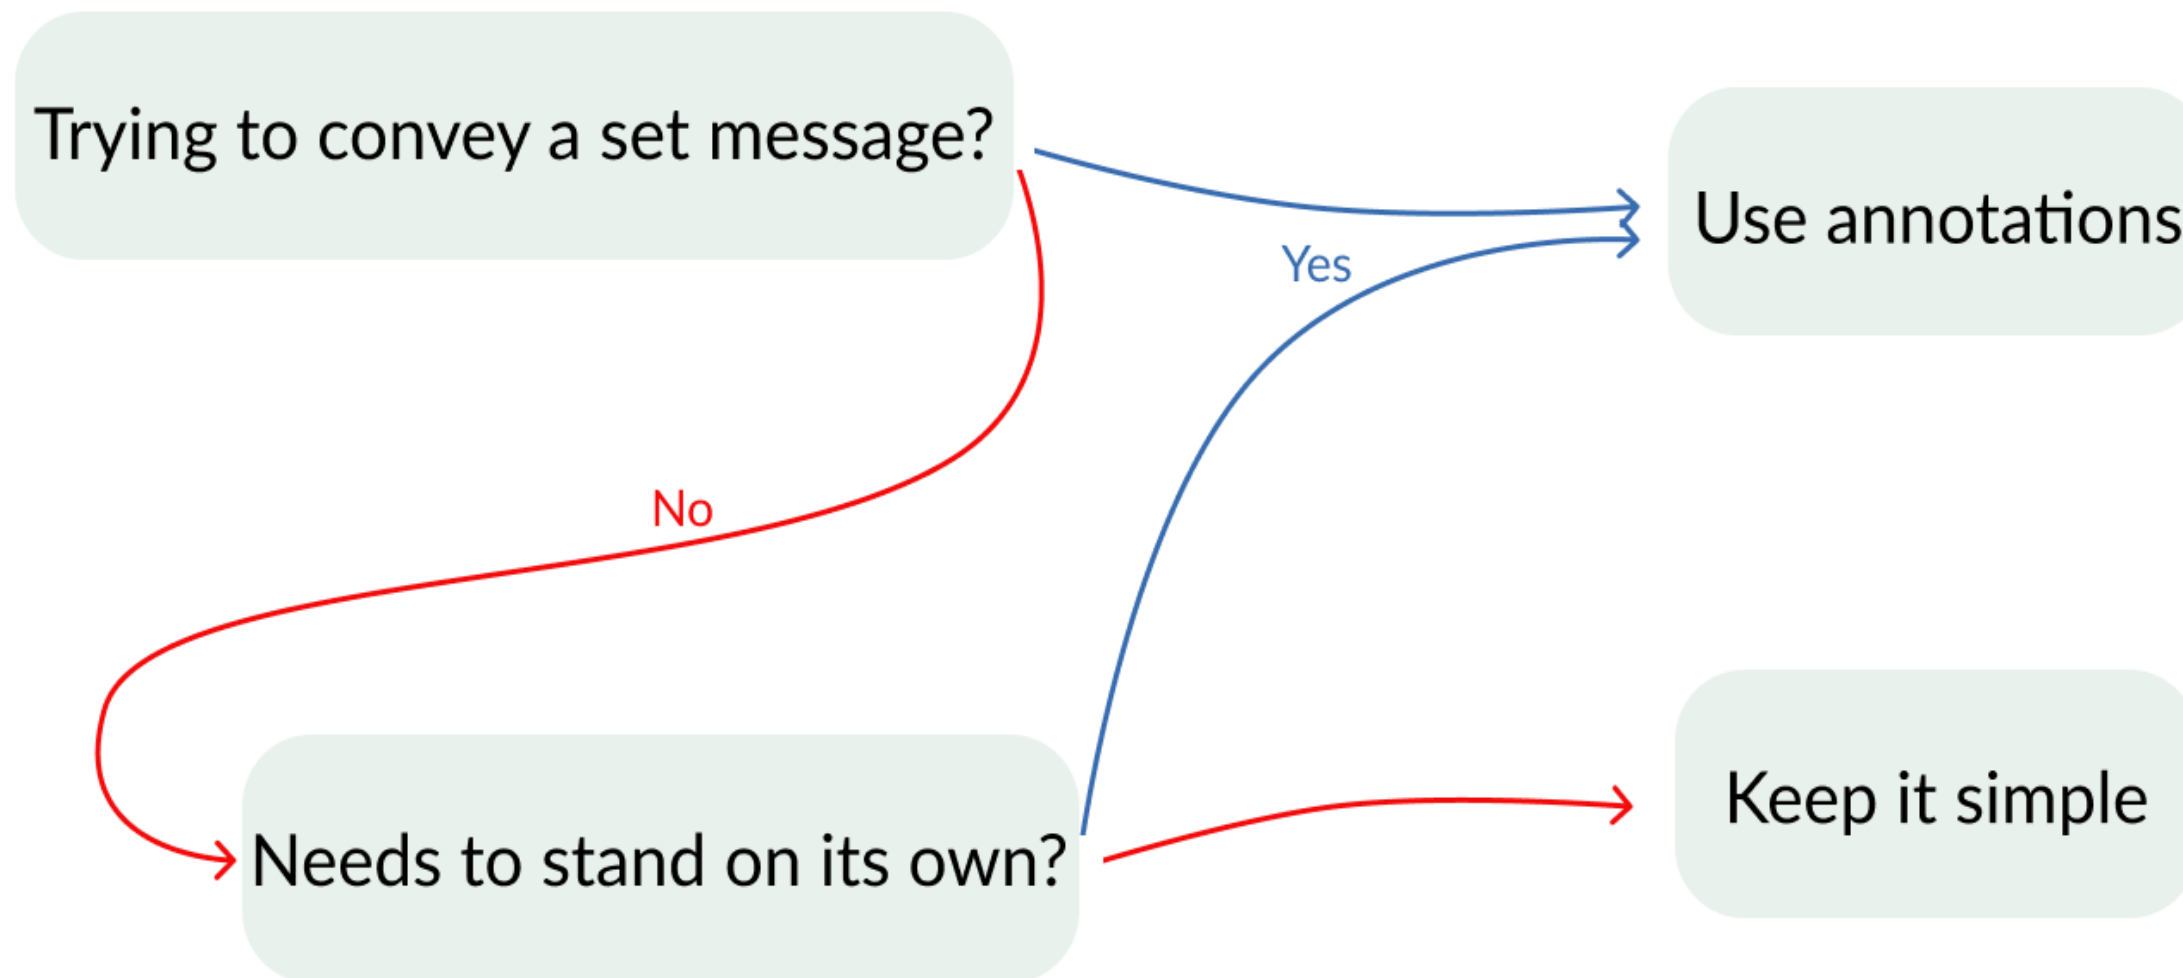 Trying to convey a set message?
Use annotations
Yes
No
Keep it simple
Needs to stand on its own?